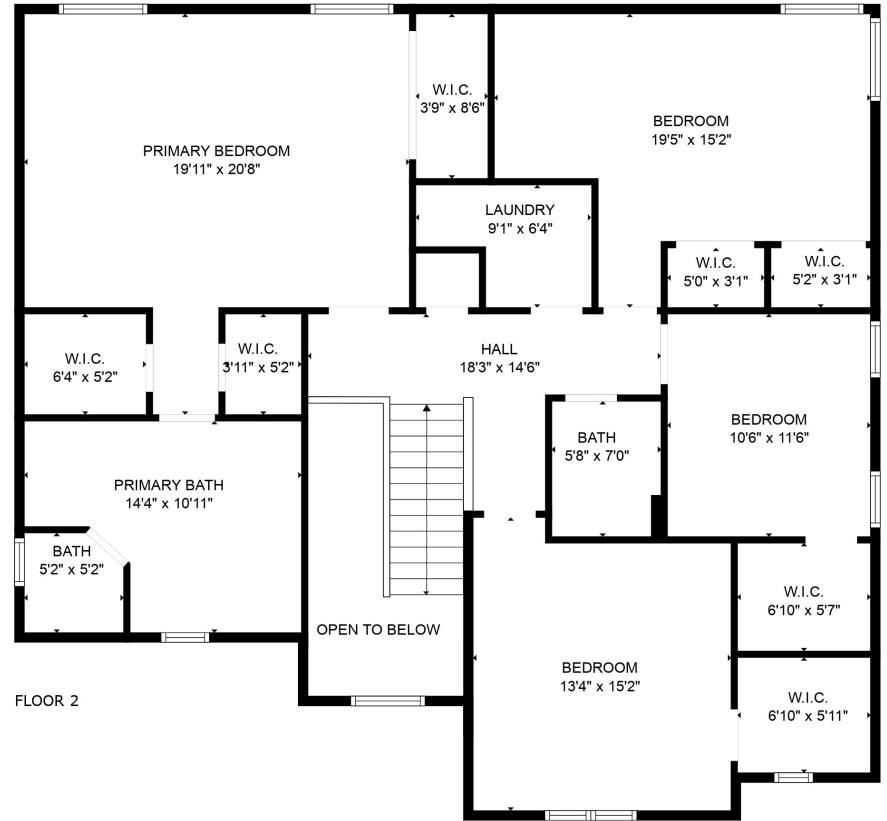 W.I.C.
3'9" x 8'6"
BEDROOM
19'5" x 15'2"
PRIMARY BEDROOM
19'11" x 20'8"
LAUNDRY
9'1" x 6'4"
W.I.C.
5'0" x 3'1"
W.I.C.
5'2" x 3'1"
W.I.C.
6'4" x 5'2"
W.I.C.
3'11" x 5'2"
HALL
18'3" x 14'6"
BEDROOM
10'6" x 11'6"
BATH
5'8" x 7'0"
PRIMARY BATH
14'4" x 10'11"
BATH
5'2" x 5'2"
W.I.C.
6'10" x 5'7"
OPEN TO BELOW
BEDROOM
13'4" x 15'2"
W.I.C.
6'10" x 5'11"
FLOOR 2